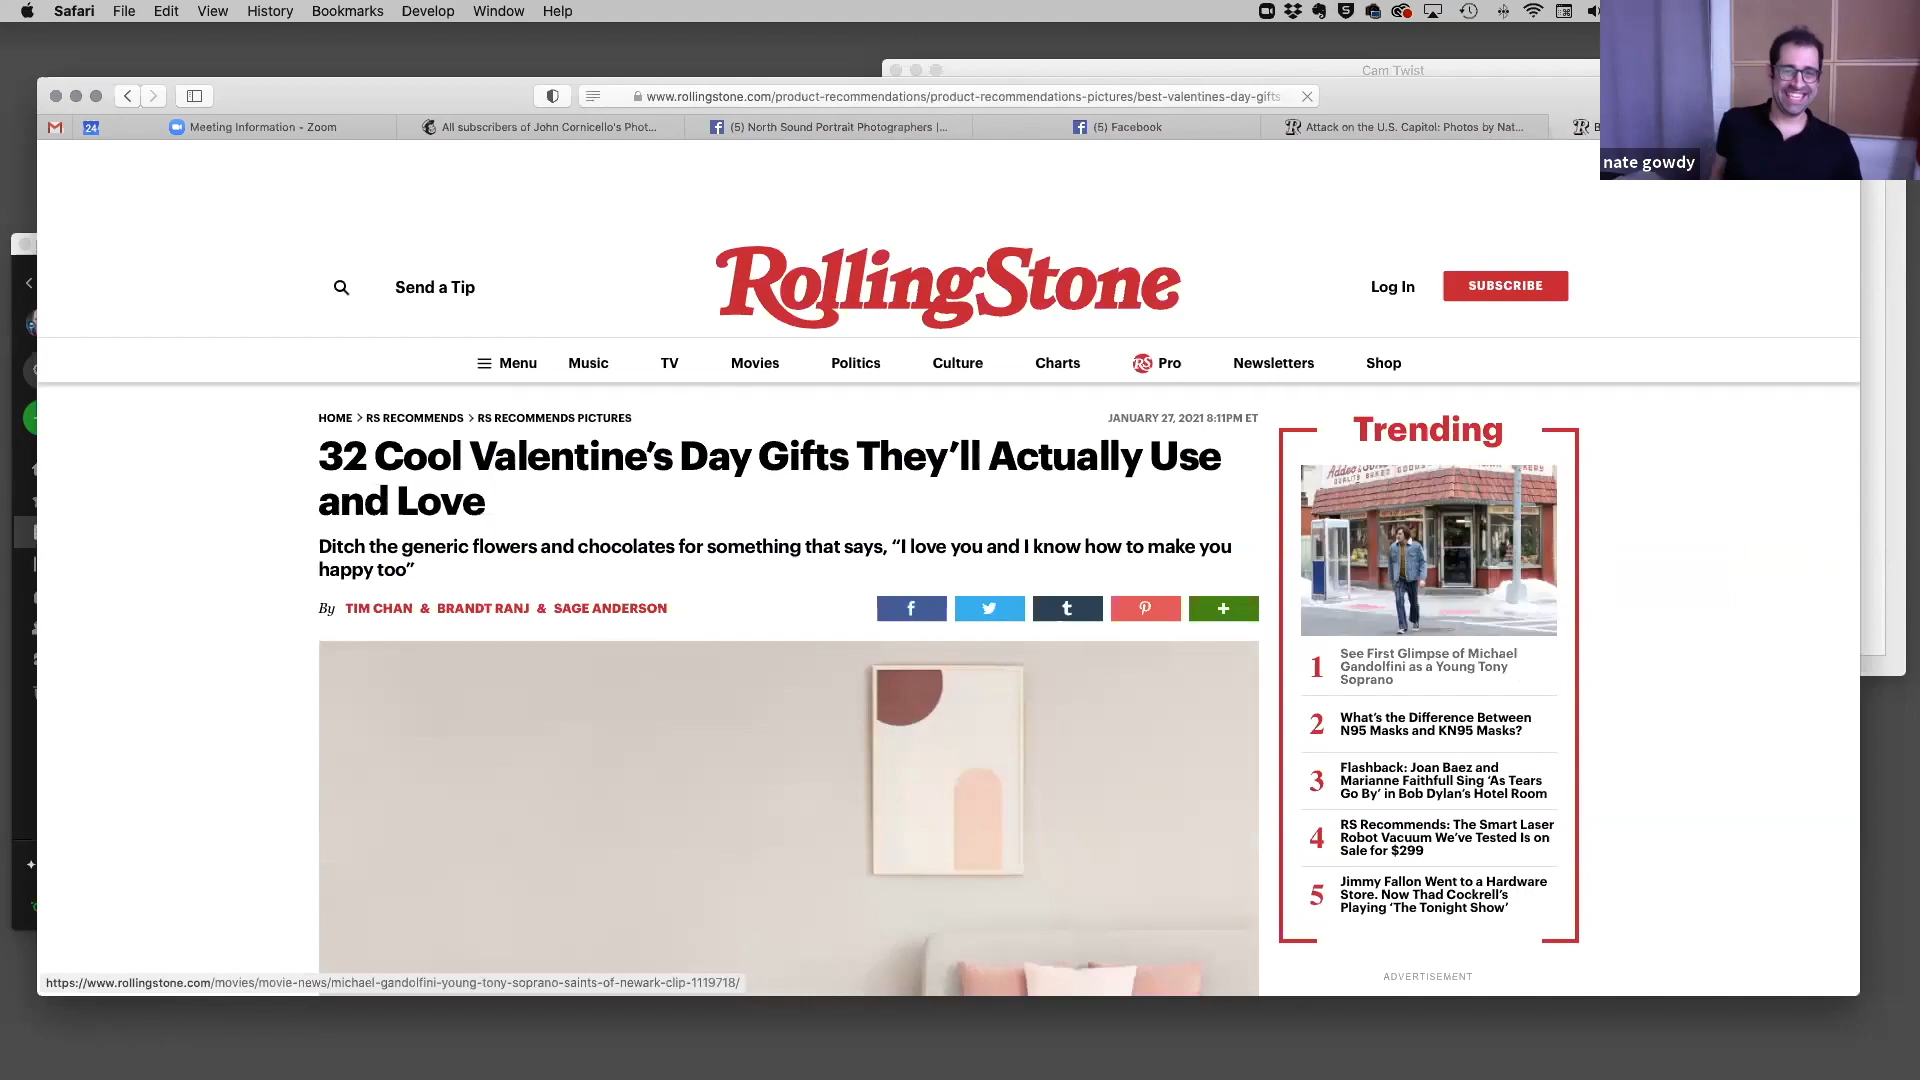 Safari File Edit View History Bookmarks Develop Window Help
Cam Twist
www.rollingstone.com/product-recommendations/product-recommendations-pictures/best-valentines-day-gifts
24 Meeting Information - Zoom All subscribers of John Cornicello's Phot... (5) North Sound Portrait Photographers |... (5) Facebook Attack on the U.S. Capitol: Photos by Nat...
nate gowdy
Send a Tip
RollingStone
Log In SUBSCRIBE
Menu Music TV Movies Politics Culture Charts RS Pro Newsletters Shop
HOME > RS RECOMMENDS > RS RECOMMENDS PICTURES
JANUARY 27, 2021 8:11PM ET
32 Cool Valentine's Day Gifts They'll Actually Use
and Love
Ditch the generic flowers and chocolates for something that says, “I love you and I know how to make you
happy too”
By TIM CHAN & BRANDT RANJ & SAGE ANDERSON
Trending
1 See First Glimpse of Michael
Gandolfini as a Young Tony
Soprano
2 What's the Difference Between
N95 Masks and KN95 Masks?
3 Flashback: Joan Baez and
Marianne Faithfull Sing ‘As Tears
Go By’ in Bob Dylan's Hotel Room
4 RS Recommends: The Smart Laser
Robot Vacuum We've Tested Is on
Sale for $299
5 Jimmy Fallon Went to a Hardware
Store. Now Thad Cockrell's
Playing ‘The Tonight Show’
ADVERTISEMENT
https://www.rollingstone.com/movies/movie-news/michael-gandolfini-young-tony-soprano-saints-of-newark-clip-1119718/